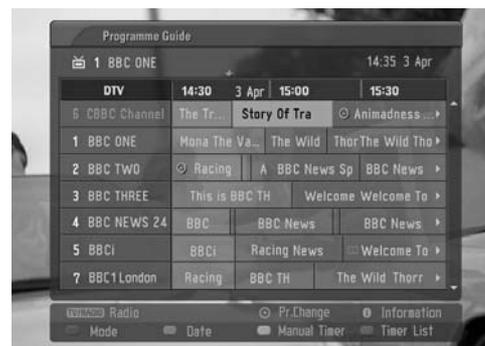 Programme Guide
1 BBC ONE 14:35 3 Apr
DTV 14:30 3 Apr 15:00 15:30
6 CBBC Channel The Tr... Story Of Tra Animadness ...
1 BBC ONE Mona The Va... The Wild ThorThe Wild Tho
2 BBC TWO Racing A BBC News Sp BBC News
3 BBC THREE This is BBC TH Welcome Welcome To
4 BBC NEWS 24 BBC BBC News BBC News
5 BBCi BBCi Racing News Welcome To
7 BBC1 London Racing BBC TH The Wild Thorr
TV/RADIO Radio Pr.Change Information
Mode Date Manual Timer Timer List